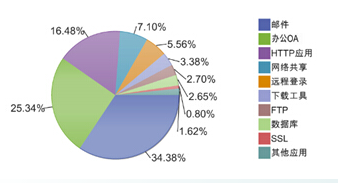 16.48%
7.10%
5.56%
3.38%
2.70%
2.65%
0.80%
1.62%
25.34%
34.38%
邮件
办公OA
HTTP应用
网络共享
远程登录
下载工具
FTP
数据库
SSL
其他应用